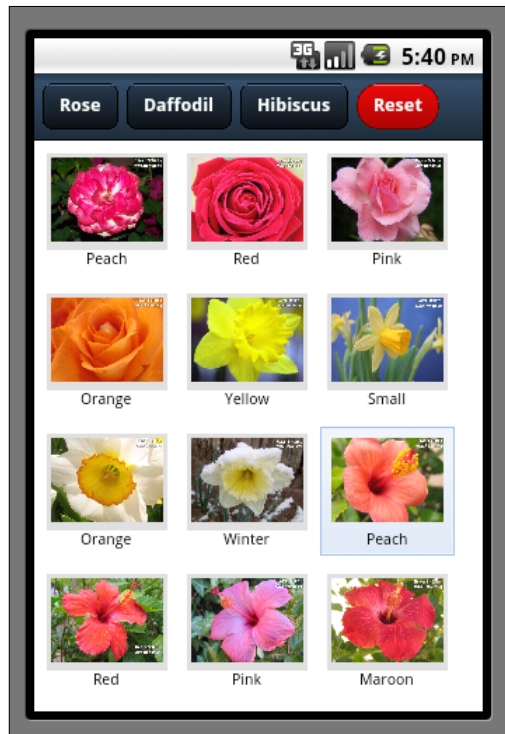 3G 5:40 PM
Rose Daffodil Hibiscus Reset
Peach Red Pink
Orange Yellow Small
Orange Winter Peach
Red Pink Maroon